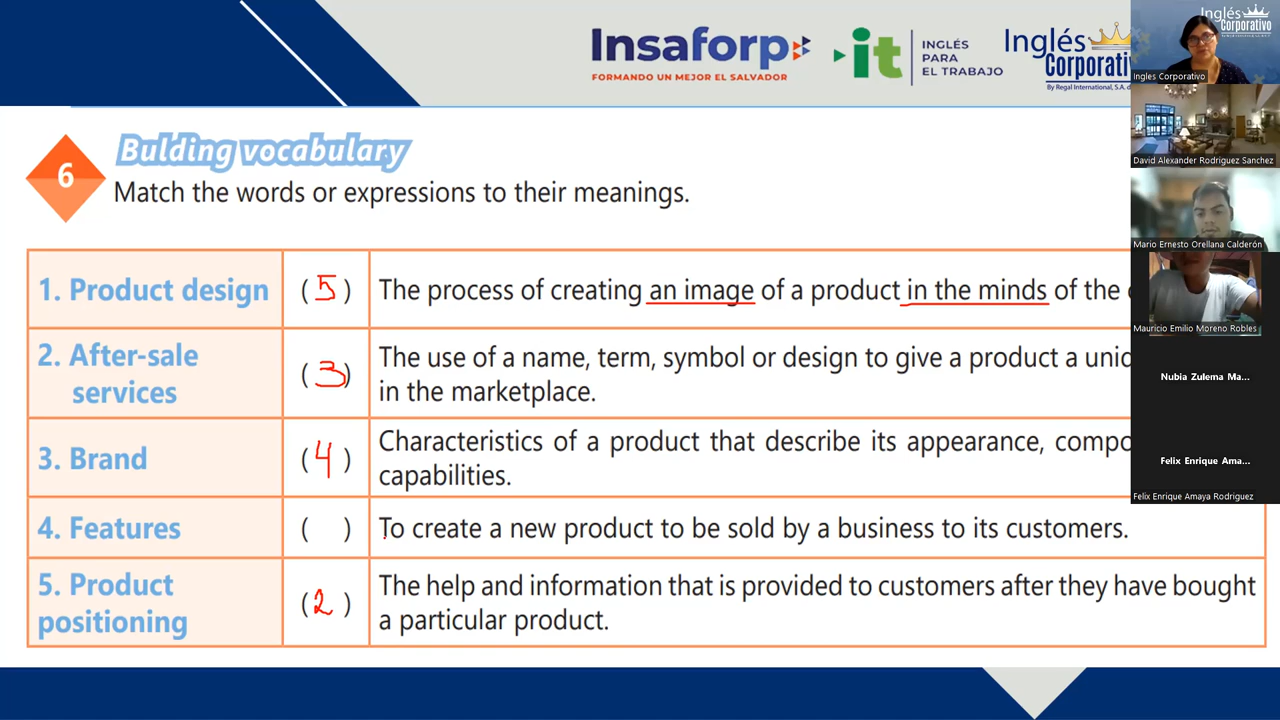 Insaforp
FORMANDO UN MEJOR EL SALVADOR
it
INGLÉS
PARA
EL TRABAJO
Inglés
Corporativo
By Regal International, S.A. d
Inglés
Corporativo
Ingles Corporativo
David Alexander Rodriguez Sanchez
Mario Ernesto Orellana Calderón
Mauricio Emilio Moreno Robles
Nubia Zulema Ma...
Felix Enrique Ama...
Felix Enrique Amaya Rodriguez
6
Bulding vocabulary
Match the words or expressions to their meanings.
1. Product design
( 5 )
The process of creating an image of a product in the minds of the
2. After-sale
services
( 3 )
The use of a name, term, symbol or design to give a product a uni
in the marketplace.
3. Brand
( 4 )
Characteristics of a product that describe its appearance, compo
capabilities.
4. Features
( )
To create a new product to be sold by a business to its customers.
5. Product
positioning
( 2 )
The help and information that is provided to customers after they have bought
a particular product.